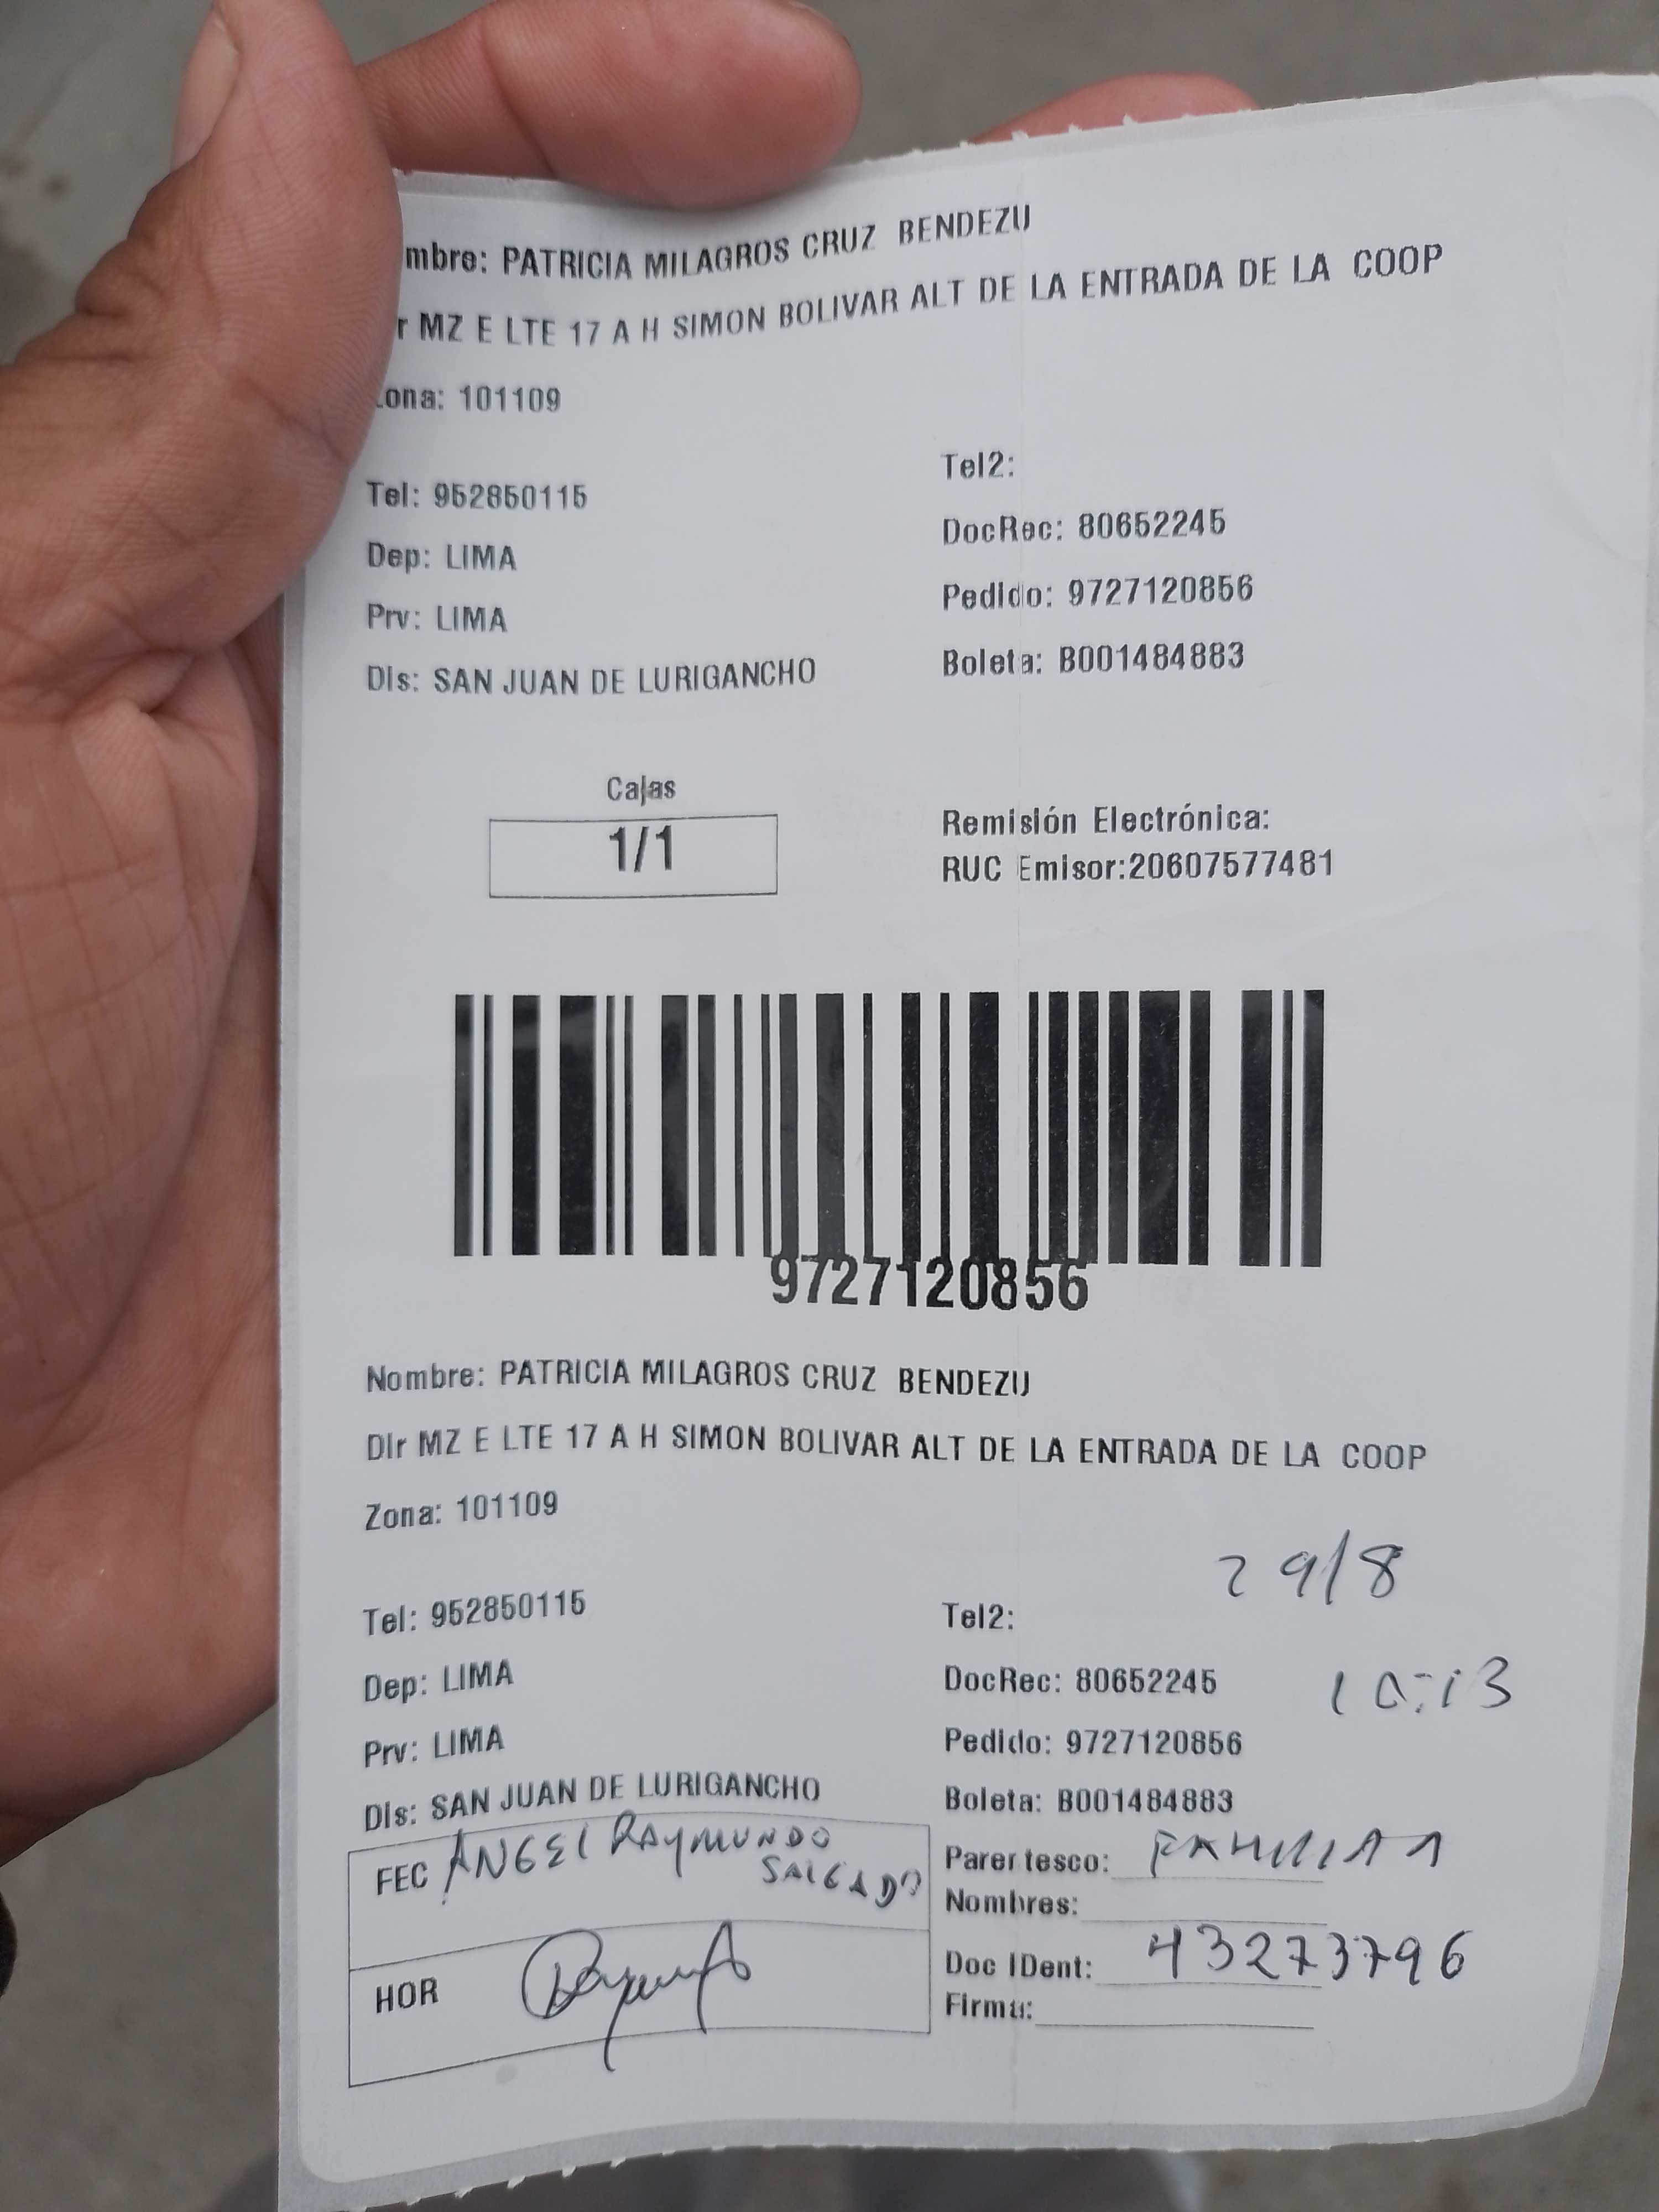 mbre: PATRICIA MILAGROS CRUZ BENDEZU
r MZ E LTE 17 A H SIMON BOLIVAR ALT DE LA ENTRADA DE LA COOP
ona: 101109
Tel: 952850115
Tel2:
Dep: LIMA
DocRec: 80652245
Prv: LIMA
Pedido: 9727120856
Dis: SAN JUAN DE LURIGANCHO
Boleta: B001484883
Cajas
1/1
Remisión Electrónica:
RUC Emisor:20607577481
9727120856
Nombre: PATRICIA MILAGROS CRUZ BENDEZU
Dir MZ E LTE 17 A H SIMON BOLIVAR ALT DE LA ENTRADA DE LA COOP
Zona: 101109
29/8
Tel: 952850115
Tel2:
Dep: LIMA
DocRec: 80652245
10:13
Prv: LIMA
Pedido: 9727120856
Dis: SAN JUAN DE LURIGANCHO
Boleta: B001484883
FEC ANGEL RAYMUNDO
SALGADO
Parentesco: FAMILIAR
Nombres:
HOR
Doc IDent: 43273796
Firma: